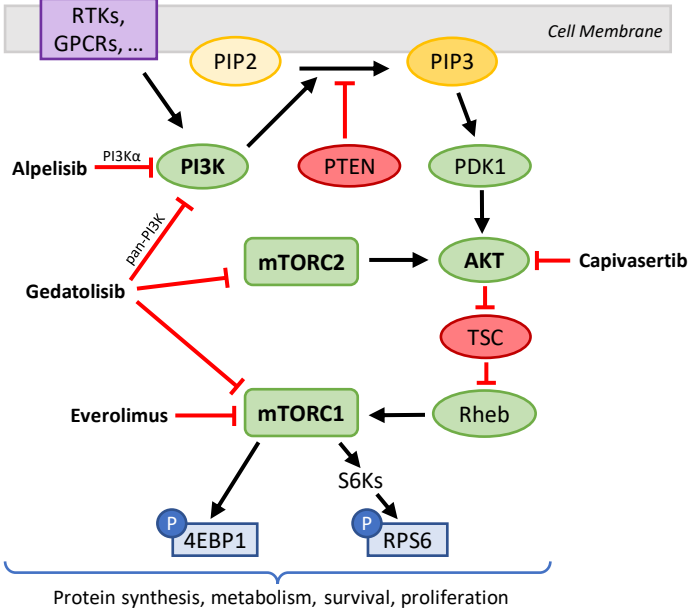 RTKs,
GPCRs, ...
Cell Membrane
PIP2
PIP3
PI3Kα
Alpelisib
PI3K
PTEN
PDK1
pan-PI3K
mTORC2
AKT
Capivasertib
Gedatolisib
TSC
Everolimus
mTORC1
Rheb
S6Ks
P
4EBP1
P
RPS6
Protein synthesis, metabolism, survival, proliferation